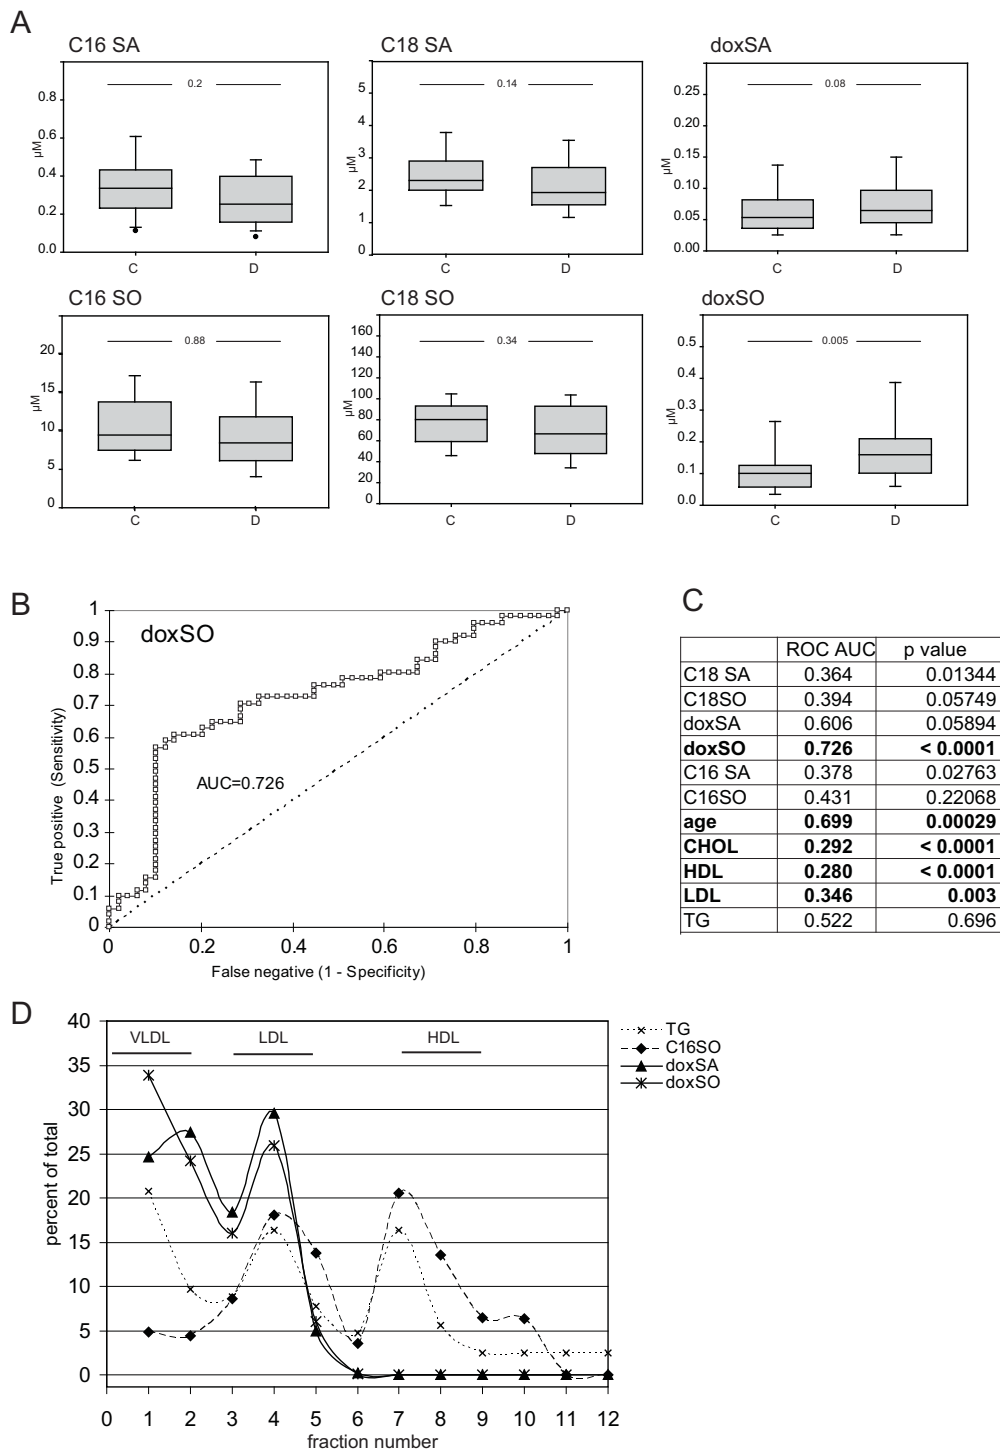 A
C16 SA
C18 SA
doxSA
0.2
0.14
0.08
µM
0.8
0.6
0.4
0.2
0.0
C
D
µM
6
5
4
3
2
1
0
C
D
µM
0.25
0.20
0.15
0.10
0.05
0.00
C
D
C16 SO
C18 SO
doxSO
0.88
0.34
0.005
µM
20
15
10
5
0
C
D
µM
160
140
120
100
80
60
40
20
0
C
D
µM
0.5
0.4
0.3
0.2
0.1
0.0
C
D
B
doxSO
AUC=0.726
True positive (Sensitivity)
1
0.9
0.8
0.7
0.6
0.5
0.4
0.3
0.2
0.1
0
0 0.2 0.4 0.6 0.8 1
False negative (1 - Specificity)
C
ROC AUC p value
C18 SA 0.364 0.01344
C18SO 0.394 0.05749
doxSA 0.606 0.05894
doxSO 0.726 < 0.0001
C16 SA 0.378 0.02763
C16SO 0.431 0.22068
age 0.699 0.00029
CHOL 0.292 < 0.0001
HDL 0.280 < 0.0001
LDL 0.346 0.003
TG 0.522 0.696
D
VLDL LDL HDL
TG
C16SO
doxSA
doxSO
percent of total
40
35
30
25
20
15
10
5
0
0 1 2 3 4 5 6 7 8 9 10 11 12
fraction number